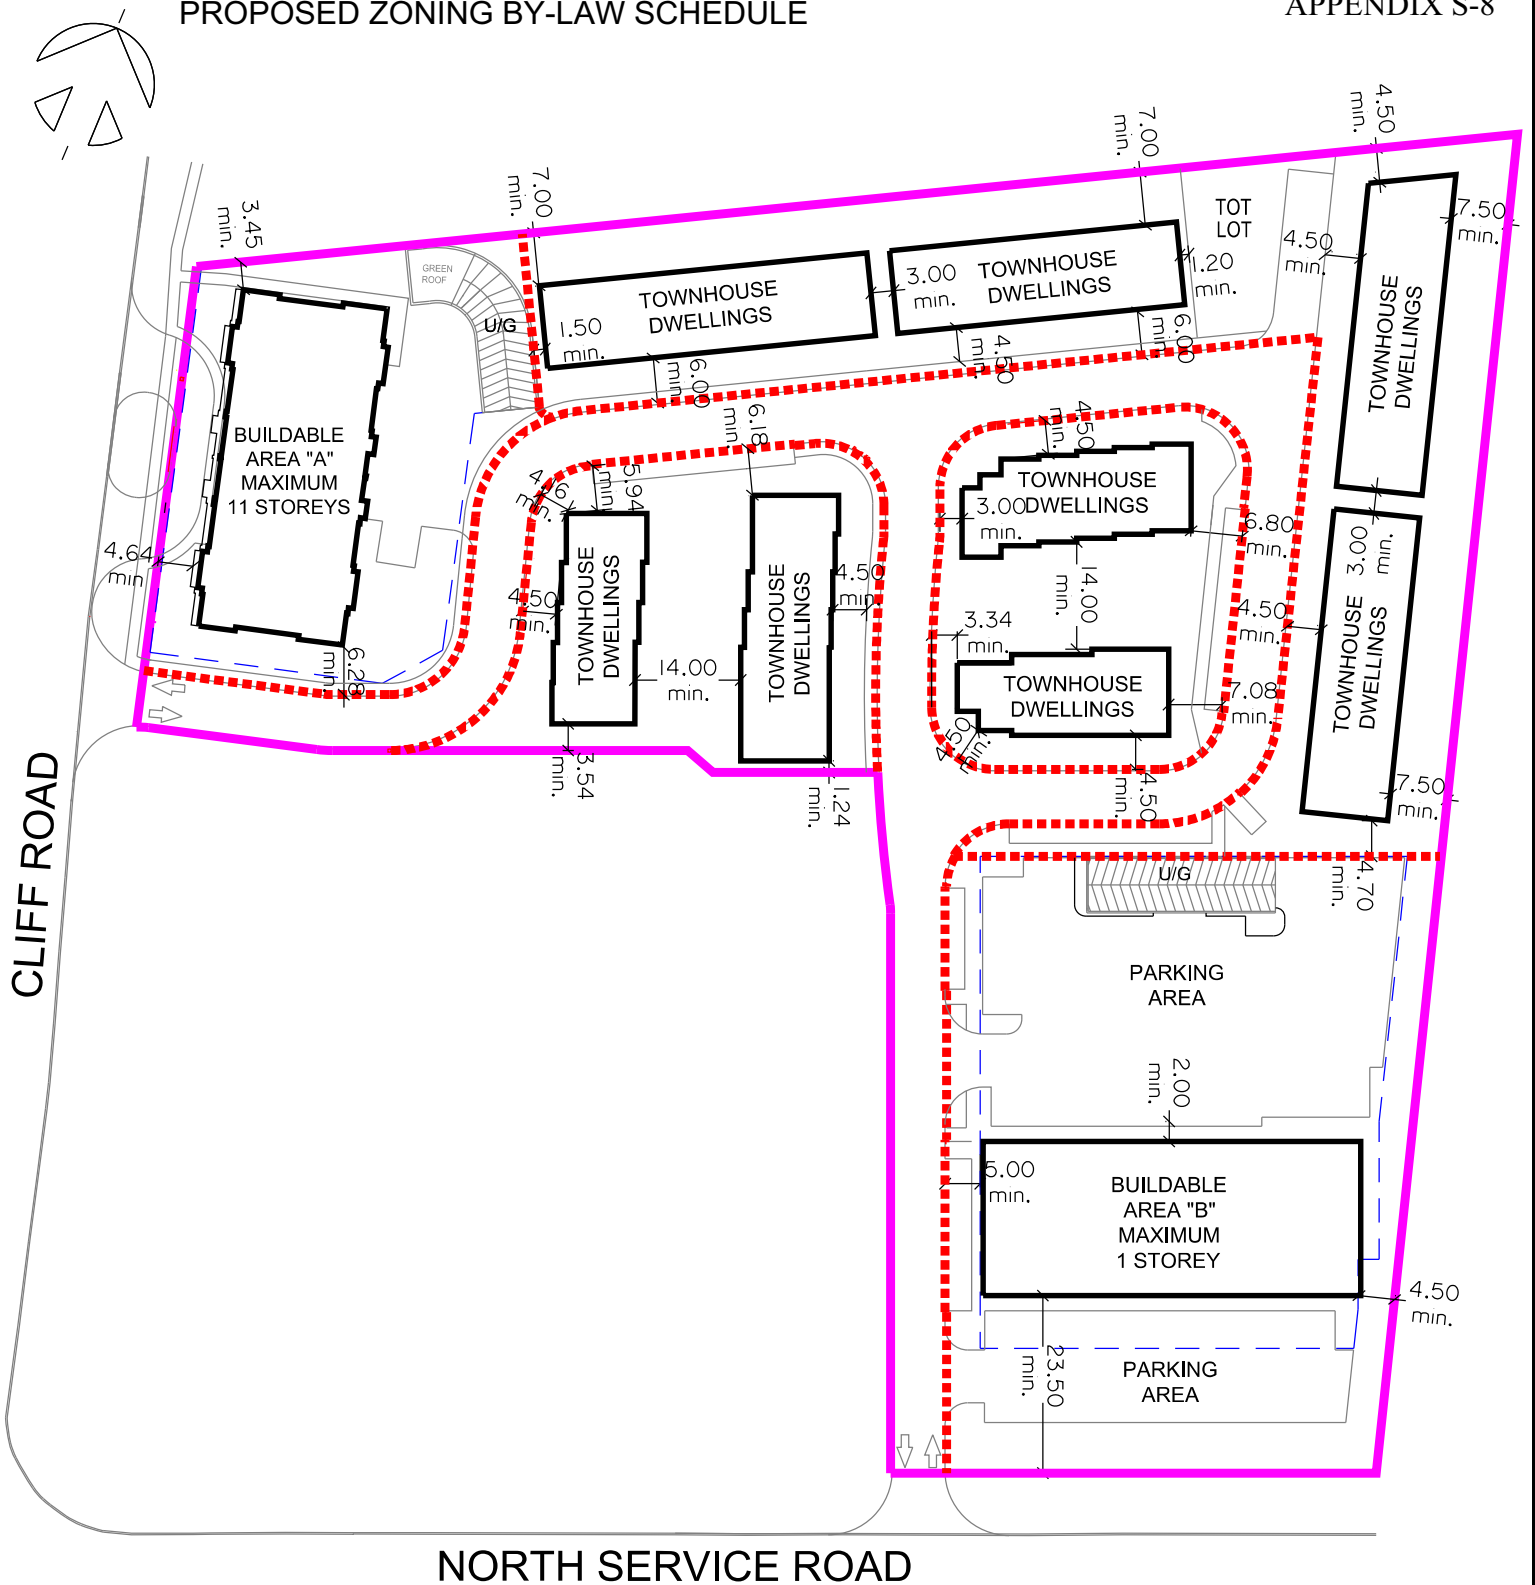 PROPOSED ZONING BY-LAW SCHEDULE
APPENDIX S-8
4.50
min.
7.00
min.
7.00
min.
3.45
min.
TOT
LOT
7.50
min.
4.50
min.
GREEN
ROOF
U/G
TOWNHOUSE
DWELLINGS
3.00
min.
TOWNHOUSE
DWELLINGS
1.20
min.
1.50
min.
6.00
min.
4.50
min.
6.00
min.
TOWNHOUSE
DWELLINGS
BUILDABLE
AREA "A"
MAXIMUM
11 STOREYS
6.18
min.
4.50
min.
4.16
min.
5.94
min.
TOWNHOUSE
DWELLINGS
3.00
min.
6.80
min.
3.00
min.
4.64
min
4.50
min.
TOWNHOUSE
DWELLINGS
14.00
min.
TOWNHOUSE
DWELLINGS
4.50
min.
14.00
min.
3.34
min.
4.50
min.
TOWNHOUSE
DWELLINGS
6.28
min.
TOWNHOUSE
DWELLINGS
7.08
min.
4.50
min.
3.54
min.
1.24
min.
4.50
min.
7.50
min.
4.70
min.
CLIFF ROAD
U/G
PARKING
AREA
2.00
min.
5.00
min.
BUILDABLE
AREA "B"
MAXIMUM
1 STOREY
4.50
min.
23.50
min.
PARKING
AREA
NORTH SERVICE ROAD